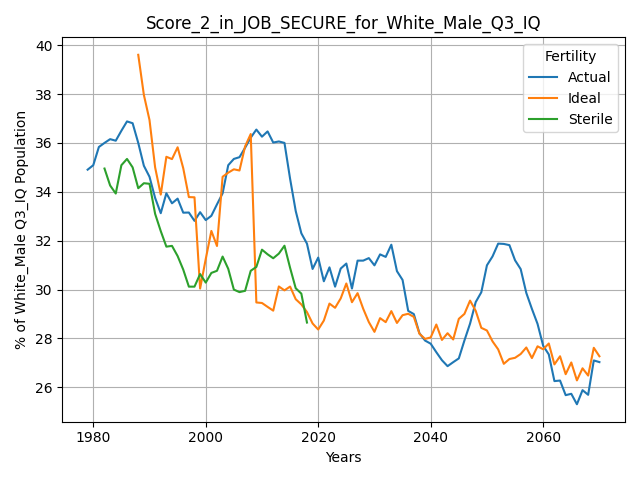 Score_2_in_JOB_SECURE_for_White_Male_Q3_IQ
% of White_Male Q3_IQ Population
40
38
36
34
32
30
28
26
Fertility
Actual
Ideal
Sterile
1980
2000
2020
2040
2060
Years